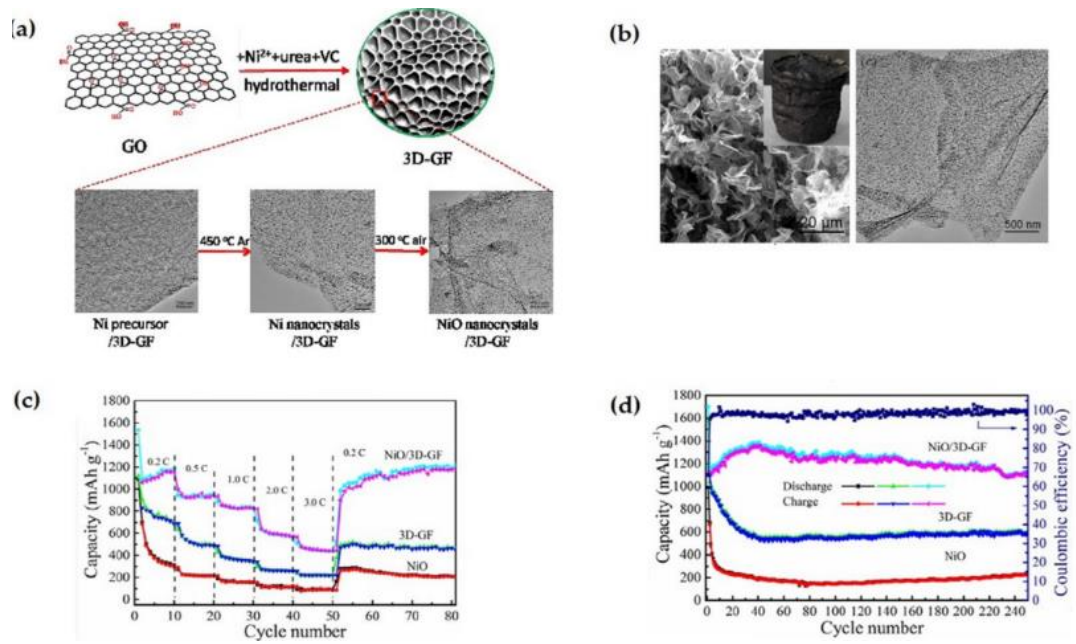 (a)
GO
+Ni²⁺+urea+VC
hydrothermal
3D-GF
450 °C Ar
300 °C air
Ni precursor
/3D-GF
Ni nanocrystals
/3D-GF
NiO nanocrystals
/3D-GF
(b)
20 µm
500 nm
(c)
Capacity (mAh g⁻¹)
1800
1600
1400
1200
1000
800
600
400
200
0
0.2 C
0.5 C
1.0 C
2.0 C
3.0 C
0.2 C
NiO/3D-GF
3D-GF
NiO
0 10 20 30 40 50 60 70 80
Cycle number
(d)
Capacity (mAh g⁻¹)
1800
1600
1400
1200
1000
800
600
400
200
0
NiO/3D-GF
Discharge
Charge
3D-GF
NiO
0 20 40 60 80 100 120 140 160 180 200 220 240
Cycle number
100
90
80
70
60
50
40
30
20
10
0
Coulombic efficiency (%)